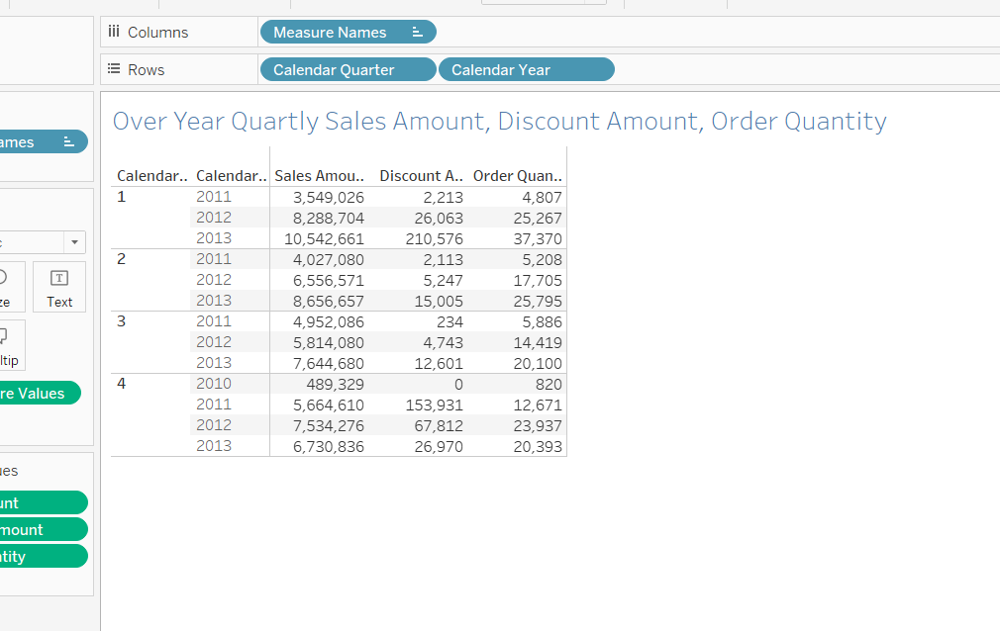 Columns Measure Names
Rows Calendar Quarter Calendar Year
Over Year Quartly Sales Amount, Discount Amount, Order Quantity
ames
Calendar.. Calendar.. Sales Amou.. Discount A.. Order Quan..
1 2011 3,549,026 2,213 4,807
2012 8,288,704 26,063 25,267
2013 10,542,661 210,576 37,370
2 2011 4,027,080 2,113 5,208
2012 6,556,571 5,247 17,705
2013 8,656,657 15,005 25,795
3 2011 4,952,086 234 5,886
2012 5,814,080 4,743 14,419
2013 7,644,680 12,601 20,100
4 2010 489,329 0 820
2011 5,664,610 153,931 12,671
2012 7,534,276 67,812 23,937
2013 6,730,836 26,970 20,393
T
ze Text
ltip
re Values
ues
unt
mount
tity